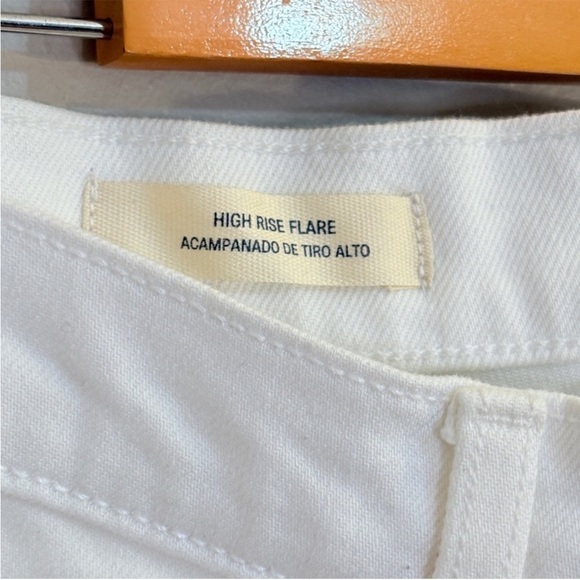 HIGH RISE FLARE
ACAMPANADO DE TIRO ALTO